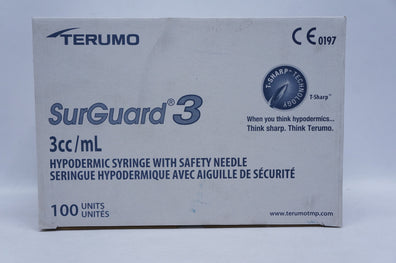 TERUMO
CE 0197
T-SHARP™ TECHNOLOGY
T-Sharp™
SurGuard®3
3cc/mL
When you think hypodermics...
Think sharp. Think Terumo.
HYPODERMIC SYRINGE WITH SAFETY NEEDLE
SERINGUE HYPODERMIQUE AVEC AIGUILLE DE SÉCURITÉ
100 UNITS
UNITÉS
www.terumotmp.com